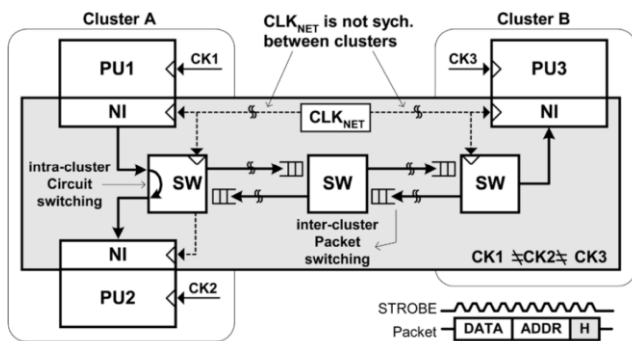 Cluster A
CLK_NET is not sych.
between clusters
Cluster B
PU1
CK1
CK3
PU3
NI
CLK_NET
NI
intra-cluster
Circuit
switching
SW
SW
SW
inter-cluster
Packet
switching
NI
CK1 ≠ CK2 ≠ CK3
PU2
CK2
STROBE
Packet
DATA
ADDR
H